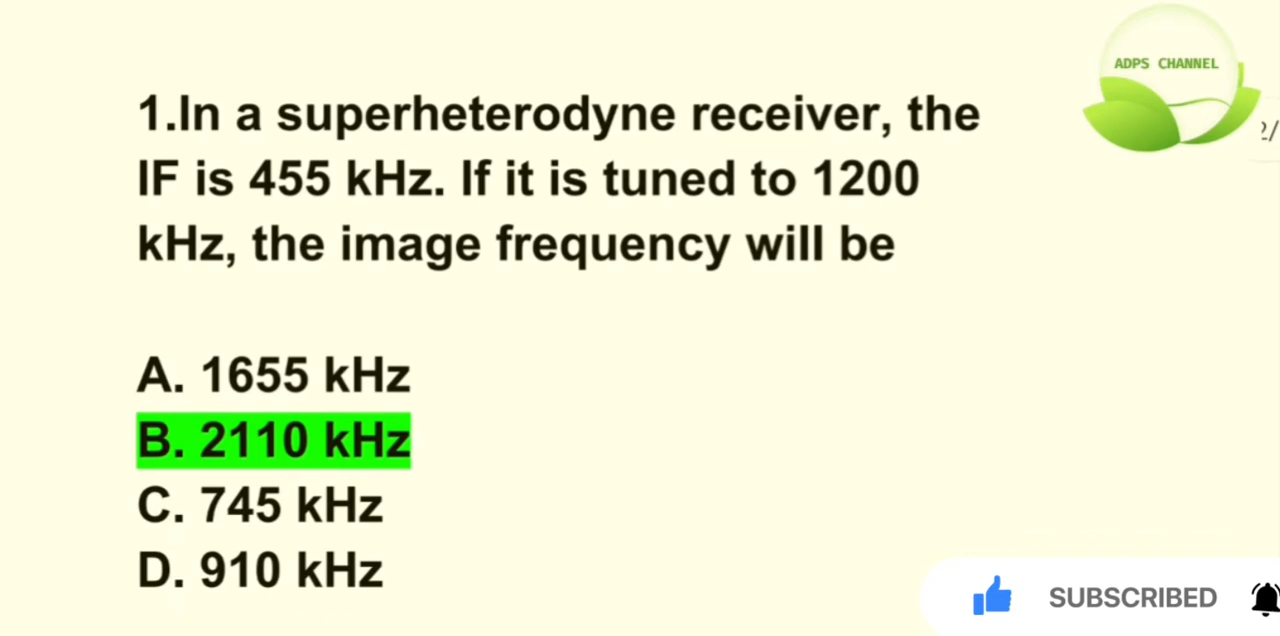 ADPS CHANNEL
1.In a superheterodyne receiver, the
IF is 455 kHz. If it is tuned to 1200
kHz, the image frequency will be
2/
A. 1655 kHz
B. 2110 kHz
C. 745 kHz
D. 910 kHz
SUBSCRIBED